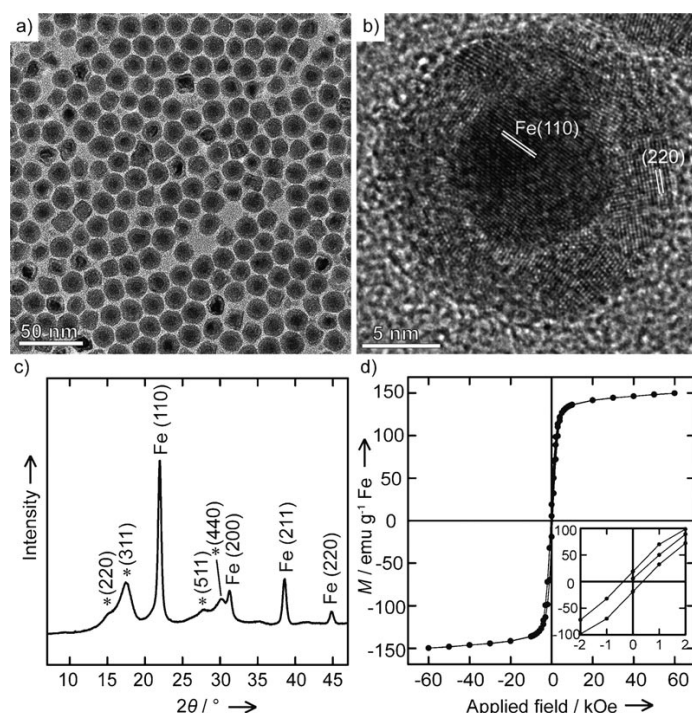 a)
50 nm
b)
Fe(110)
(220)
5 nm
c)
Intensity →
*(220)
*(311)
Fe (110)
*(511)
*(440)
Fe (200)
Fe (211)
Fe (220)
10 15 20 25 30 35 40 45
2θ / ° →
d)
M / emu g⁻¹ Fe →
150
100
50
0
-50
-100
-150
-60 -40 -20 0 20 40 60
Applied field / kOe →
100
50
0
-50
-100
-2 -1 0 1 2